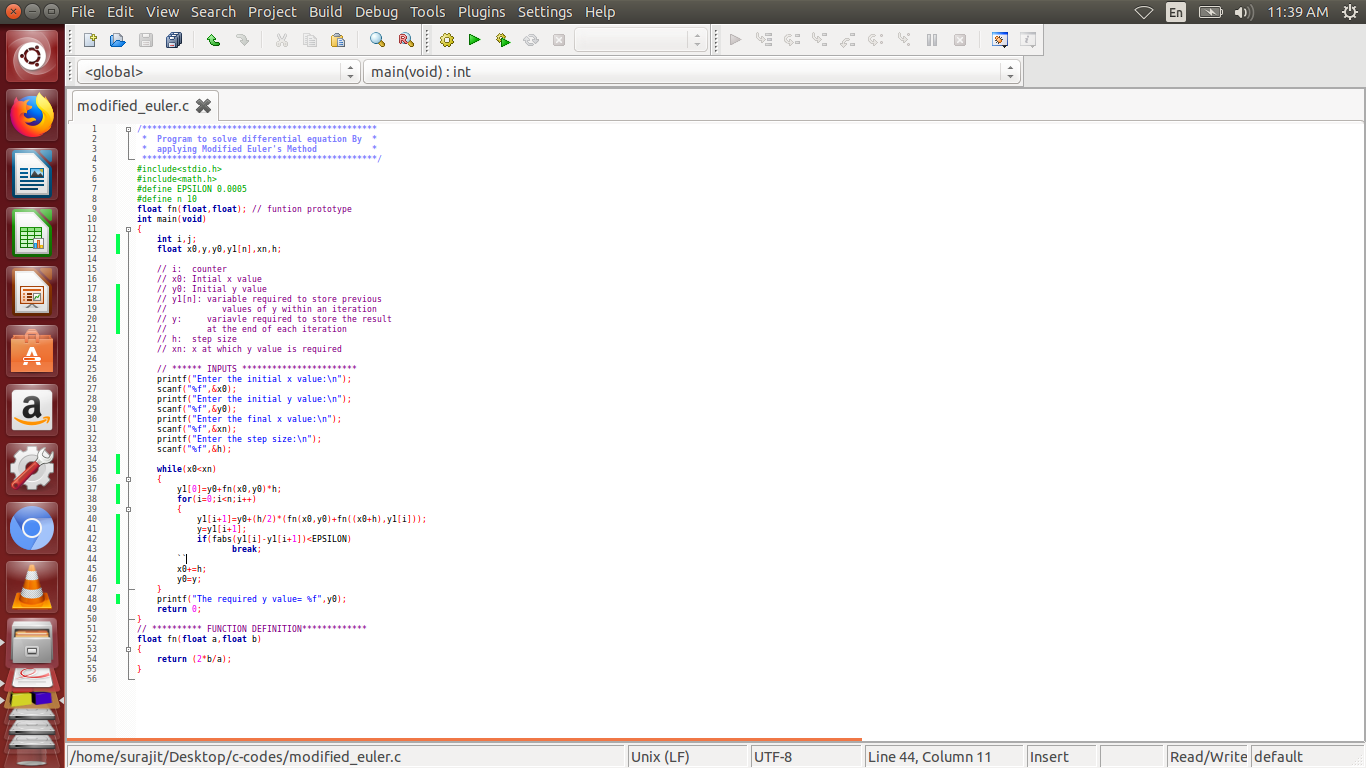 File Edit View Search Project Build Debug Tools Plugins Settings Help En 11:39 AM
<global> main(void) : int
modified_euler.c
1 /***********************************************
2  *  Program to solve differential equation By  *
3  *  applying Modified Euler's Method           *
4  ***********************************************/
5 #include<stdio.h>
6 #include<math.h>
7 #define EPSILON 0.0005
8 #define n 10
9 float fn(float,float); // funtion prototype
10 int main(void)
11 {
12     int i,j;
13     float x0,y,y0,y1[n],xn,h;
14
15     // i:  counter
16     // x0: Intial x value
17     // y0: Initial y value
18     // y1[n]: variable required to store previous
19     //           values of y within an iteration
20     // y:     variavle required to store the result
21     //        at the end of each iteration
22     // h:  step size
23     // xn: x at which y value is required
24
25     // ****** INPUTS ***********************
26     printf("Enter the initial x value:\n");
27     scanf("%f",&x0);
28     printf("Enter the initial y value:\n");
29     scanf("%f",&y0);
30     printf("Enter the final x value:\n");
31     scanf("%f",&xn);
32     printf("Enter the step size:\n");
33     scanf("%f",&h);
34
35     while(x0<xn)
36     {
37         y1[0]=y0+fn(x0,y0)*h;
38         for(i=0;i<n;i++)
39         {
40             y1[i+1]=y0+(h/2)*(fn(x0,y0)+fn((x0+h),y1[i]));
41             y=y1[i+1];
42             if(fabs(y1[i]-y1[i+1])<EPSILON)
43                    break;
44         ``
45         x0+=h;
46         y0=y;
47     }
48     printf("The required y value= %f",y0);
49     return 0;
50 }
51 // ********** FUNCTION DEFINITION*************
52 float fn(float a,float b)
53 {
54     return (2*b/a);
55 }
56
/home/surajit/Desktop/c-codes/modified_euler.c Unix (LF) UTF-8 Line 44, Column 11 Insert Read/Write default